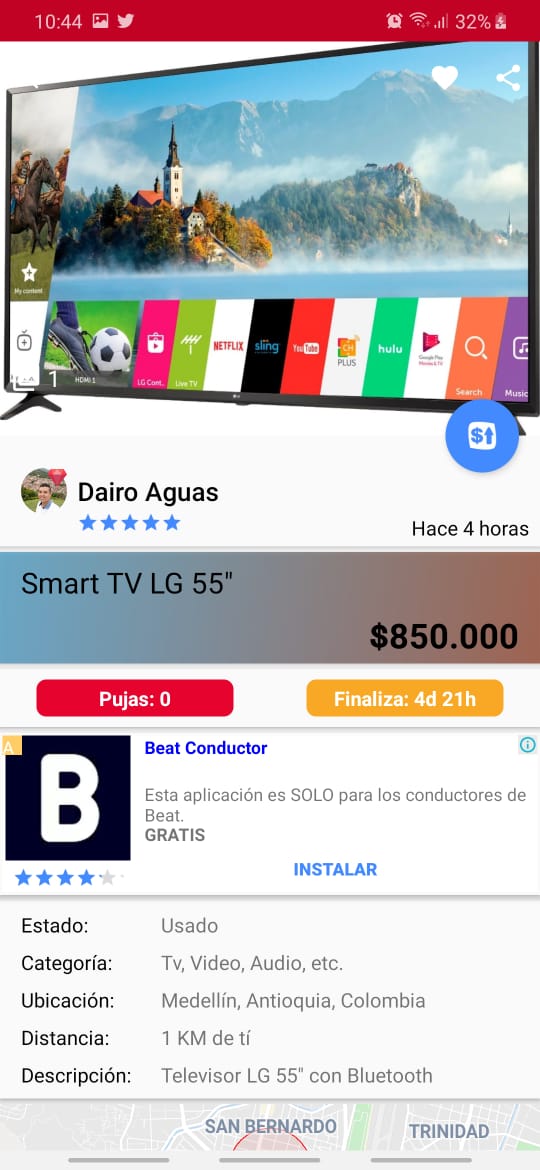 10:44
32%
My content
HDMI 1
LG Cont.
Live TV
NETFLIX
sling
YouTube
CH
PLUS
hulu
Google Play
Movies & TV
Search
Music
1
$
Dairo Aguas
Hace 4 horas
Smart TV LG 55"
$850.000
Pujas: 0
Finaliza: 4d 21h
A
B
Beat Conductor
Esta aplicación es SOLO para los conductores de
Beat.
GRATIS
INSTALAR
Estado: Usado
Categoría: Tv, Video, Audio, etc.
Ubicación: Medellín, Antioquia, Colombia
Distancia: 1 KM de tí
Descripción: Televisor LG 55" con Bluetooth
SAN BERNARDO
TRINIDAD